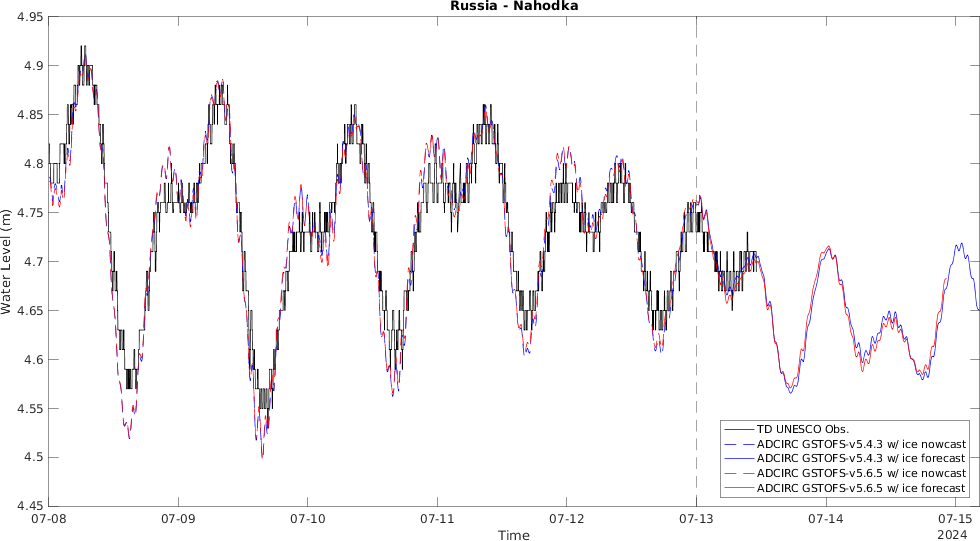 Russia - Nahodka
4.95
4.9
4.85
4.8
4.75
4.7
4.65
4.6
4.55
4.5
4.45
Water Level (m)
07-08 07-09 07-10 07-11 07-12 07-13 07-14 07-15
Time
2024
TD UNESCO Obs.
ADCIRC GSTOFS-v5.4.3 w/ ice nowcast
ADCIRC GSTOFS-v5.4.3 w/ ice forecast
ADCIRC GSTOFS-v5.6.5 w/ ice nowcast
ADCIRC GSTOFS-v5.6.5 w/ ice forecast